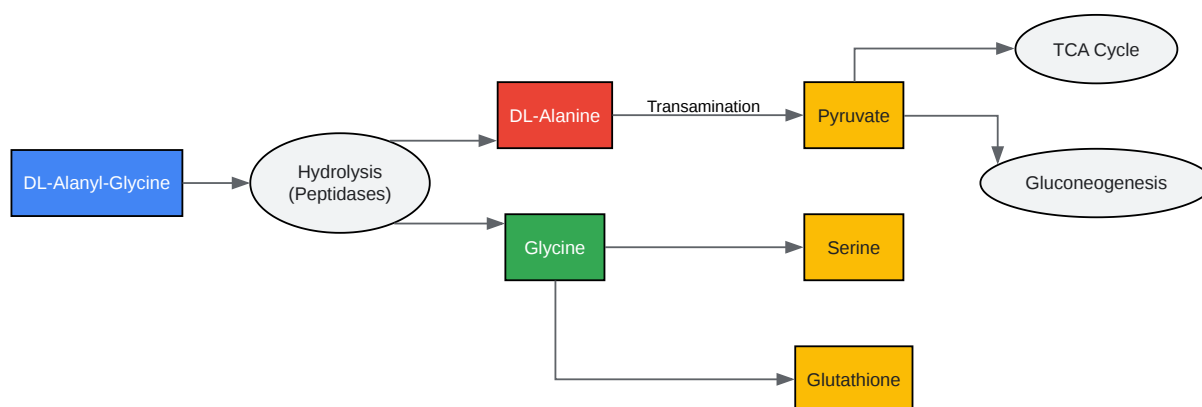 TCA Cycle
DL-Alanine
Transamination
Pyruvate
DL-Alanyl-Glycine
Hydrolysis
(Peptidases)
Gluconeogenesis
Glycine
Serine
Glutathione